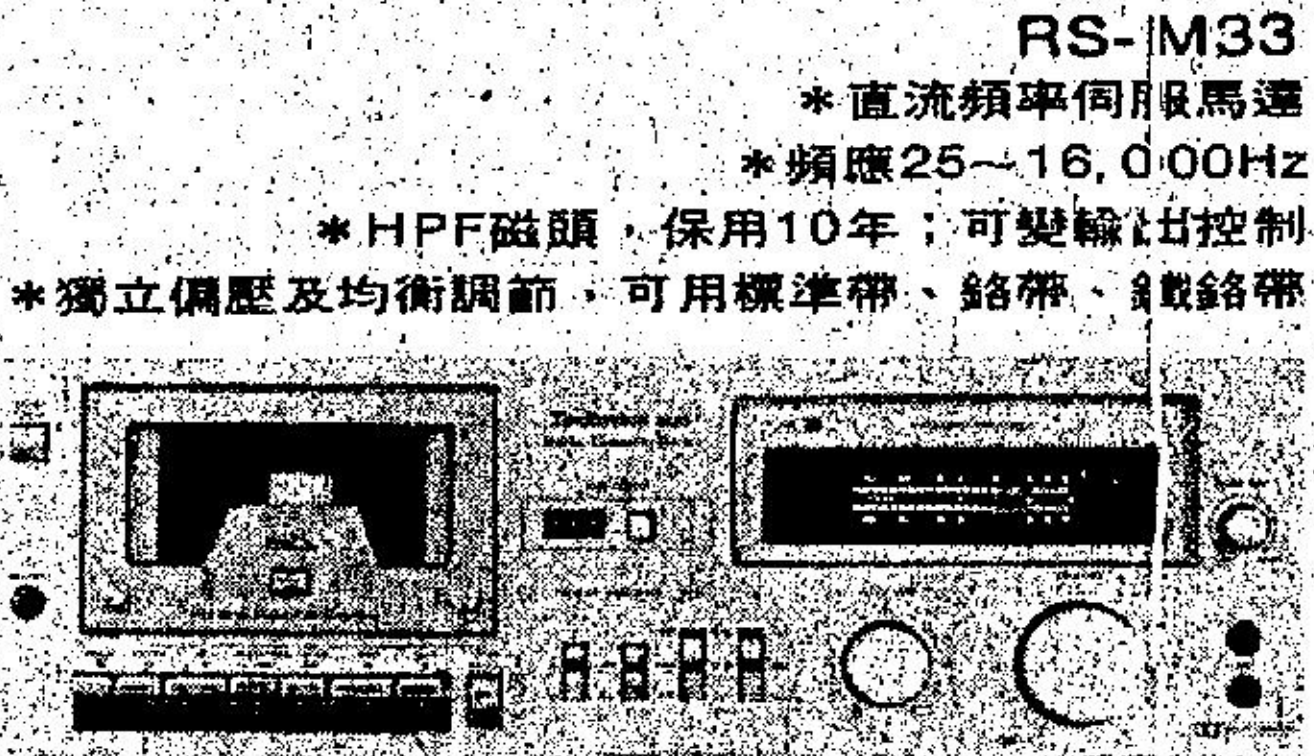 RS-M33
*直流頻率伺服馬達
*頻應25~16,000Hz
*HPF磁頭，保用10年；可變輸出控制
*獨立偏壓及均衡調節，可用標準帶、鉻帶、鐵鉻帶
Technics